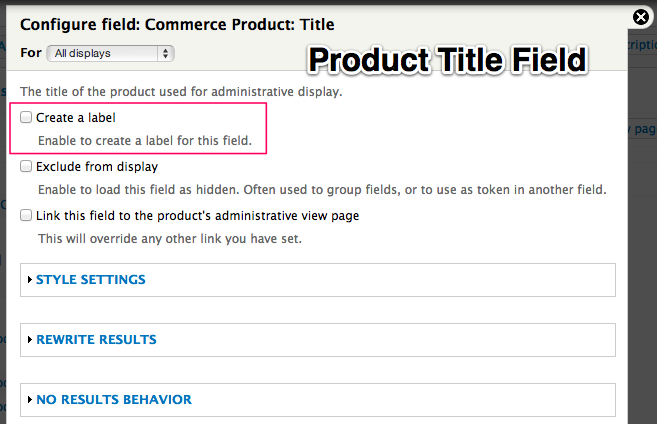 Configure field: Commerce Product: Title
For All displays
Product Title Field
The title of the product used for administrative display.
Create a label
Enable to create a label for this field.
Exclude from display
Enable to load this field as hidden. Often used to group fields, or to use as token in another field.
Link this field to the product's administrative view page
This will override any other link you have set.
STYLE SETTINGS
REWRITE RESULTS
NO RESULTS BEHAVIOR